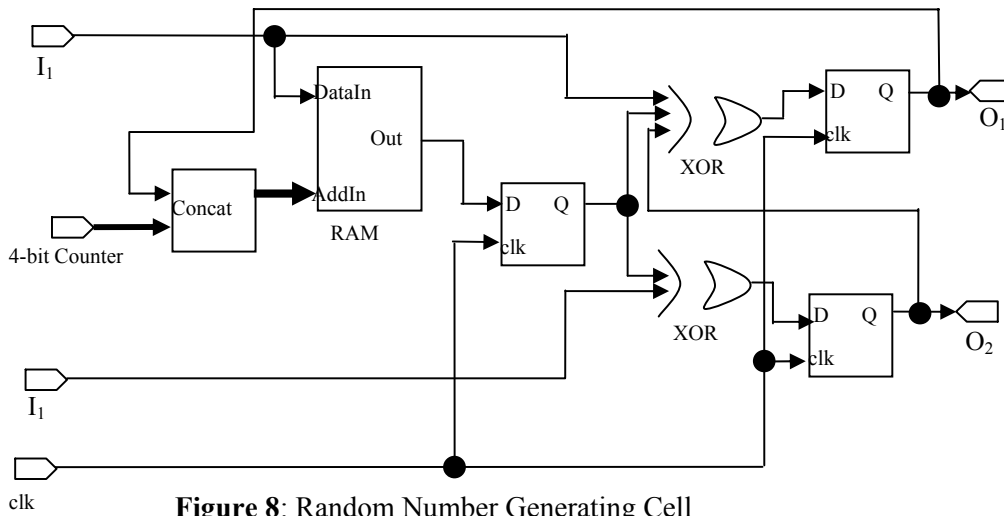 I₁
DataIn
Out
AddIn
RAM
Concat
4-bit Counter
D Q
clk
XOR
D Q
clk
O₁
XOR
D Q
clk
O₂
I₁
clk
Figure 8: Random Number Generating Cell